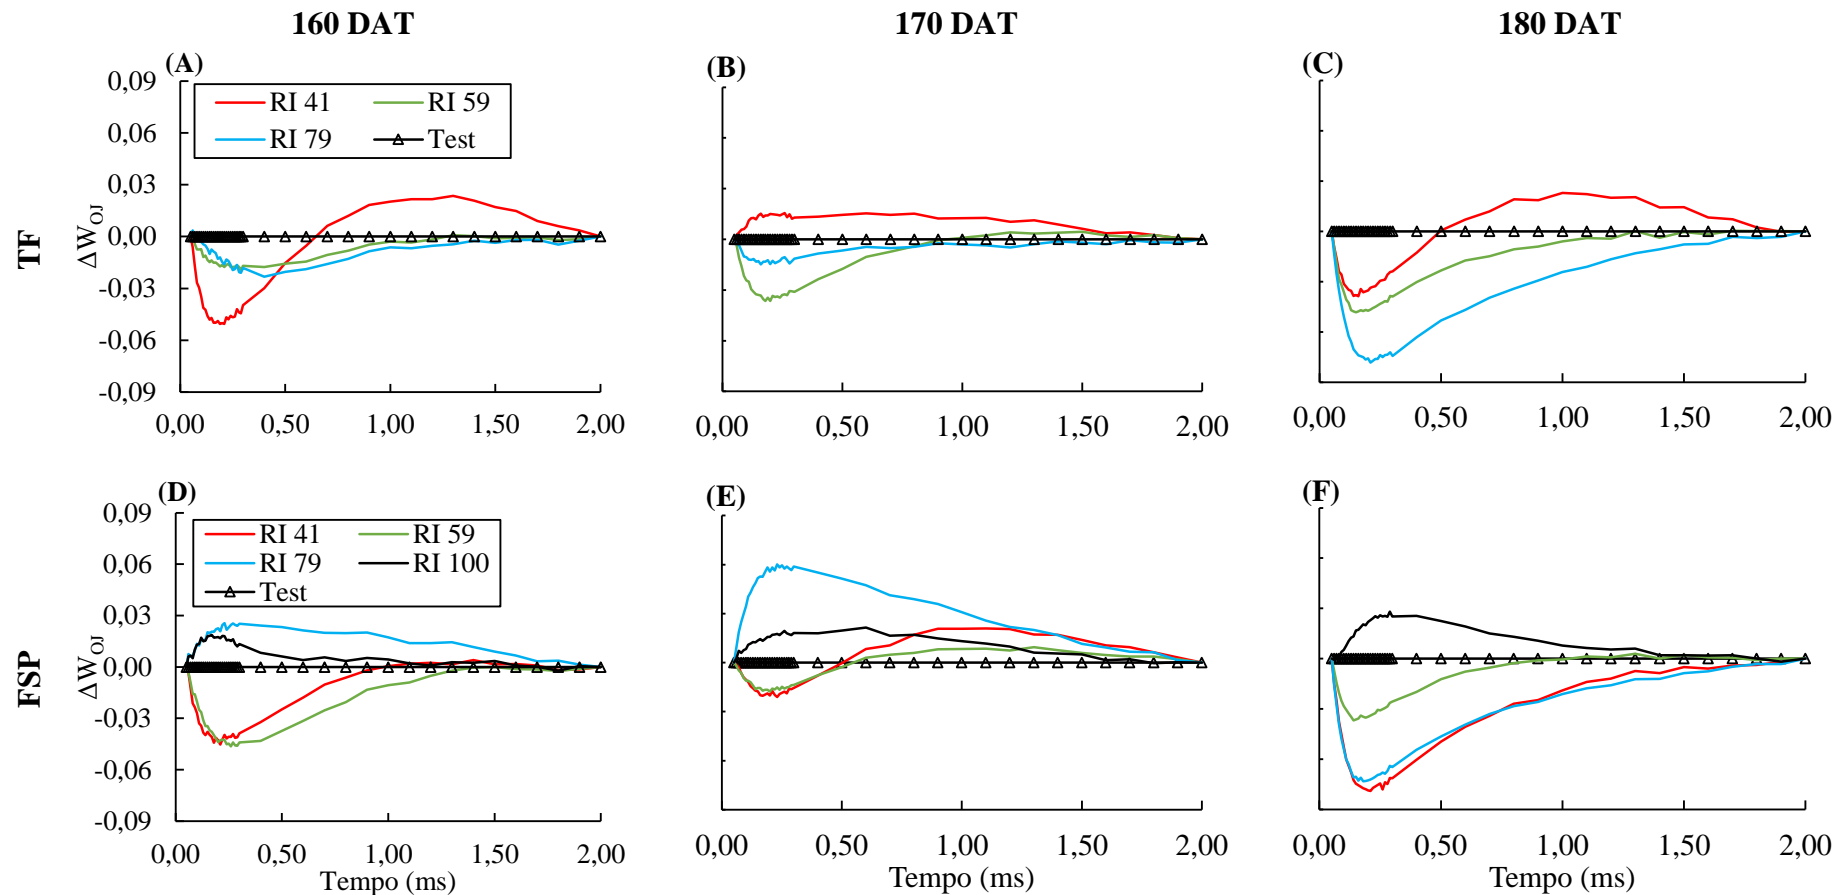 160 DAT 170 DAT 180 DAT
(A) (B) (C)
TF
ΔW_OJ
0,09
0,06
0,03
0,00
-0,03
-0,06
-0,09
RI 41 RI 59
RI 79 Test
0,00 0,50 1,00 1,50 2,00
0,00 0,50 1,00 1,50 2,00
0,00 0,50 1,00 1,50 2,00
(D) (E) (F)
FSP
ΔW_OJ
0,09
0,06
0,03
0,00
-0,03
-0,06
-0,09
RI 41 RI 59
RI 79 RI 100
Test
0,00 0,50 1,00 1,50 2,00
0,00 0,50 1,00 1,50 2,00
0,00 0,50 1,00 1,50 2,00
Tempo (ms) Tempo (ms) Tempo (ms)